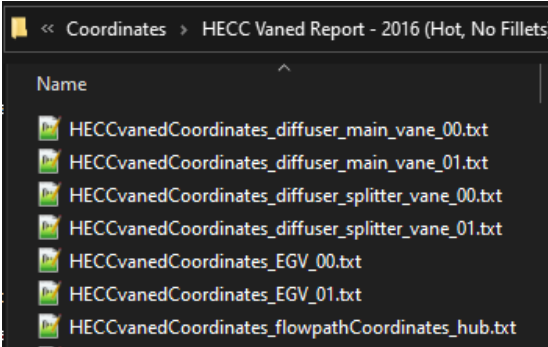 « Coordinates > HECC Vaned Report - 2016 (Hot, No Fillets)
Name
HECCvanedCoordinates_diffuser_main_vane_00.txt
HECCvanedCoordinates_diffuser_main_vane_01.txt
HECCvanedCoordinates_diffuser_splitter_vane_00.txt
HECCvanedCoordinates_diffuser_splitter_vane_01.txt
HECCvanedCoordinates_EGV_00.txt
HECCvanedCoordinates_EGV_01.txt
HECCvanedCoordinates_flowpathCoordinates_hub.txt